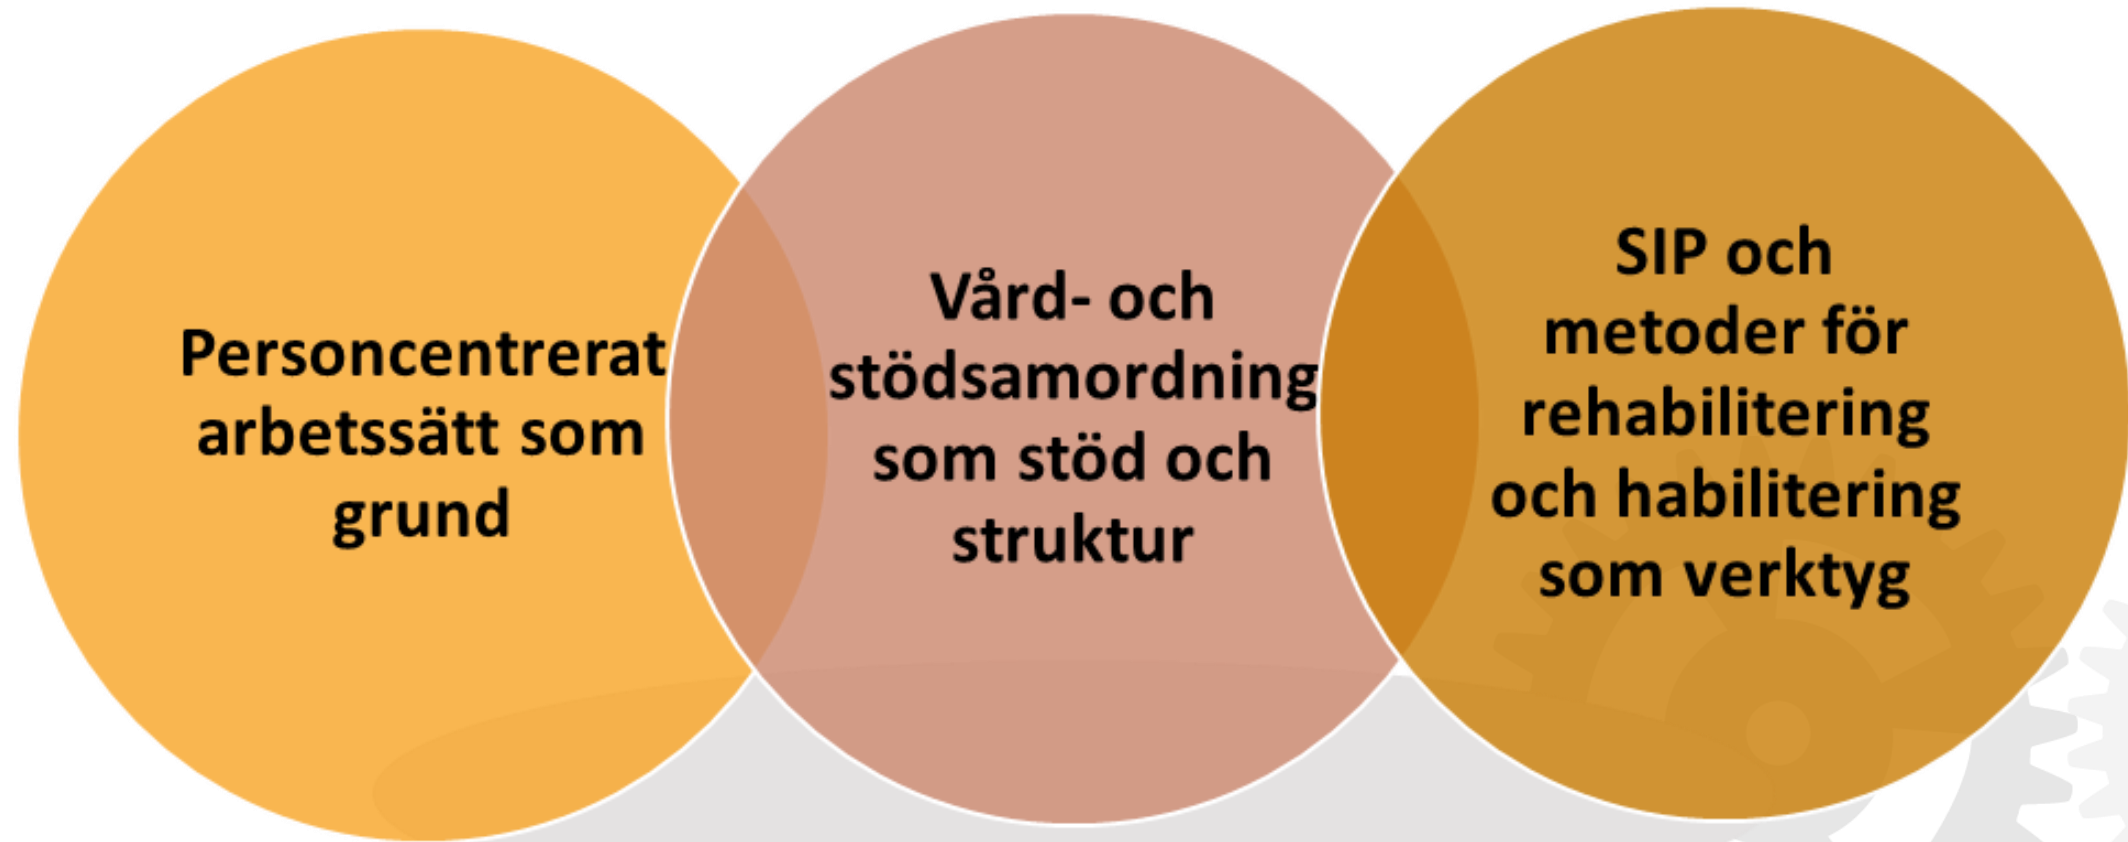 Personcentrerat
arbetssätt som
grund
Vård- och
stödsamordning
som stöd och
struktur
SIP och
metoder för
rehabilitering
och habilitering
som verktyg